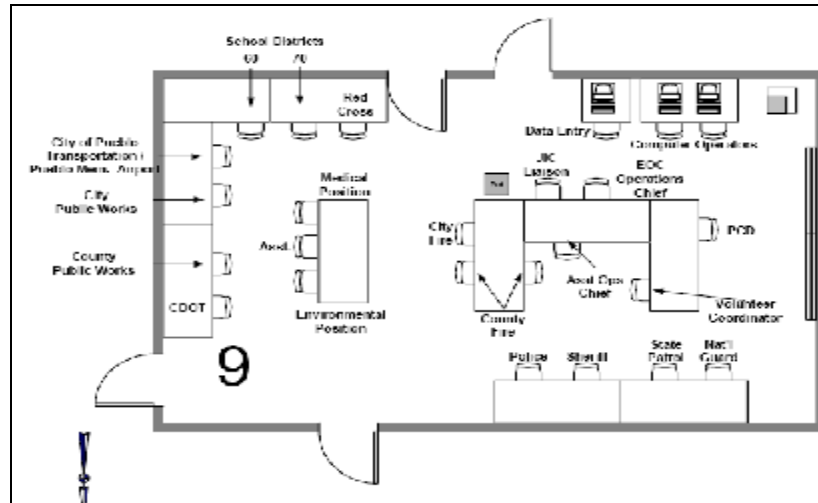 School Districts
60 70
Red
Cross
City of Pueblo
Transportation /
Pueblo Mem. Airport
City
Public Works
County
Public Works
CDOT
Medical
Position
Asst.
Environmental
Position
Data Entry
Computer Operators
JIC
Liaison
EOC
Operations
Chief
City
Fire
PCD
Asst Ops
Chief
Volunteer
Coordinator
County
Fire
Police
Sheriff
State
Patrol
Nat'l
Guard
9